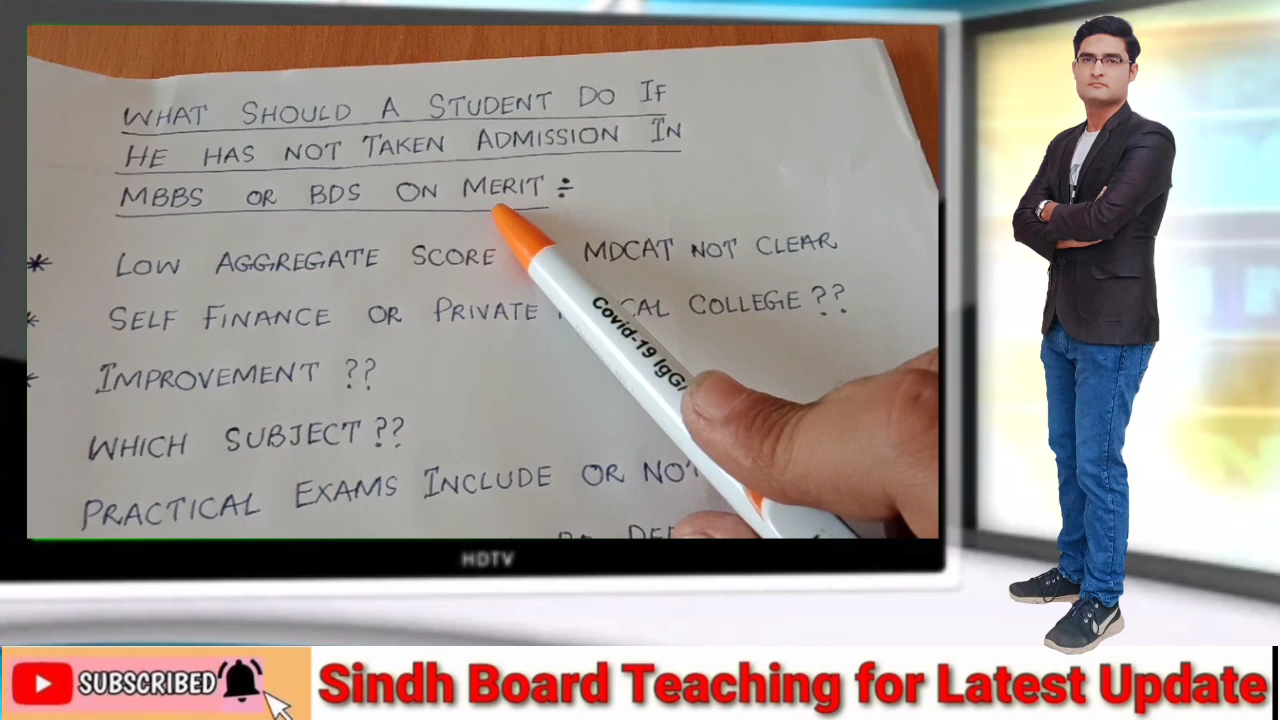 WHAT SHOULD A STUDENT DO IF
HE HAS NOT TAKEN ADMISSION IN
MBBS OR BDS ON MERIT ÷
* LOW AGGREGATE SCORE MDCAT NOT CLEAR
* SELF FINANCE OR PRIVATE COLLEGE ??
* IMPROVEMENT ??
WHICH SUBJECT ??
PRACTICAL EXAMS INCLUDE OR NOT
Covid-19 IgG/
HDTV
SUBSCRIBED
Sindh Board Teaching for Latest Update